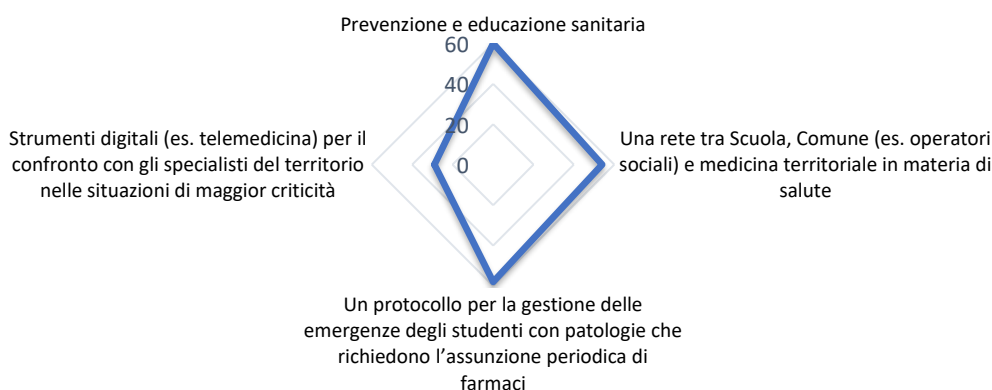 Prevenzione e educazione sanitaria
60
40
20
0
Strumenti digitali (es. telemedicina) per il
confronto con gli specialisti del territorio
nelle situazioni di maggior criticità
Una rete tra Scuola, Comune (es. operatori
sociali) e medicina territoriale in materia di
salute
Un protocollo per la gestione delle
emergenze degli studenti con patologie che
richiedono l’assunzione periodica di
farmaci